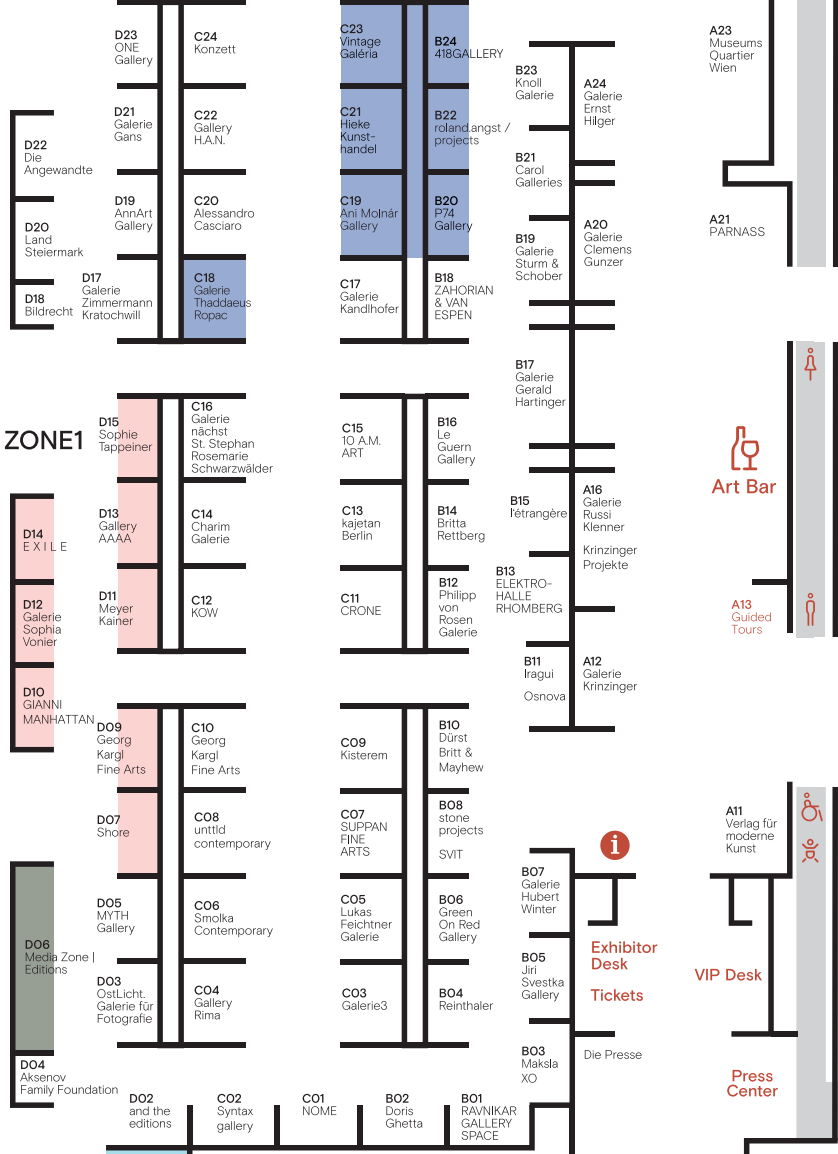 D23
ONE
Gallery
C24
Konzett
C23
Vintage
Galéria
B24
418GALLERY
B23
Knoll
Galerie
A24
Galerie
Ernst
Hilger
A23
Museums
Quartier
Wien
D22
Die
Angewandte
D21
Galerie
Gans
C22
Gallery
H.A.N.
C21
Hieke
Kunst-
handel
B22
roland.angst /
projects
B21
Carol
Galleries
D20
Land
Steiermark
D19
AnnArt
Gallery
C20
Alessandro
Casciaro
C19
Ani Molnár
Gallery
B20
P74
Gallery
B19
Galerie
Sturm &
Schober
A20
Galerie
Clemens
Gunzer
A21
PARNASS
D18
Bildrecht
D17
Galerie
Zimmermann
Kratochwill
C18
Galerie
Thaddaeus
Ropac
C17
Galerie
Kandlhofer
B18
ZAHORIAN
& VAN
ESPEN
B17
Galerie
Gerald
Hartinger
ZONE1
D15
Sophie
Tappeiner
C16
Galerie
nächst
St. Stephan
Rosemarie
Schwarzwälder
C15
10 A.M.
ART
B16
Le
Guern
Gallery
Art Bar
D14
E X I L E
D13
Gallery
AAAA
C14
Charim
Galerie
C13
kajetan
Berlin
B14
Britta
Rettberg
B15
l'étrangère
A16
Galerie
Russi
Klenner
Krinzinger
Projekte
D12
Galerie
Sophia
Vonier
D11
Meyer
Kainer
C12
KOW
C11
CRONE
B12
Philipp
von
Rosen
Galerie
B13
ELEKTRO-
HALLE
RHOMBERG
A13
Guided
Tours
D10
GIANNI
MANHATTAN
B11
Iragui
Osnova
A12
Galerie
Krinzinger
D09
Georg
Kargl
Fine Arts
C10
Georg
Kargl
Fine Arts
C09
Kisterem
B10
Dürst
Britt &
Mayhew
D07
Shore
C08
unttld
contemporary
C07
SUPPAN
FINE
ARTS
B08
stone
projects
SVIT
i
A11
Verlag für
moderne
Kunst
D06
Media Zone |
Editions
D05
MYTH
Gallery
C06
Smolka
Contemporary
C05
Lukas
Feichtner
Galerie
B06
Green
On Red
Gallery
B07
Galerie
Hubert
Winter
Exhibitor
Desk
Tickets
VIP Desk
D03
OstLicht.
Galerie für
Fotografie
C04
Gallery
Rima
C03
Galerie3
B04
Reinthaler
B05
Jiri
Svestka
Gallery
D04
Aksenov
Family Foundation
B03
Maksla
XO
Die Presse
Press
Center
D02
and the
editions
C02
Syntax
gallery
C01
NOME
B02
Doris
Ghetta
B01
RAVNIKAR
GALLERY
SPACE